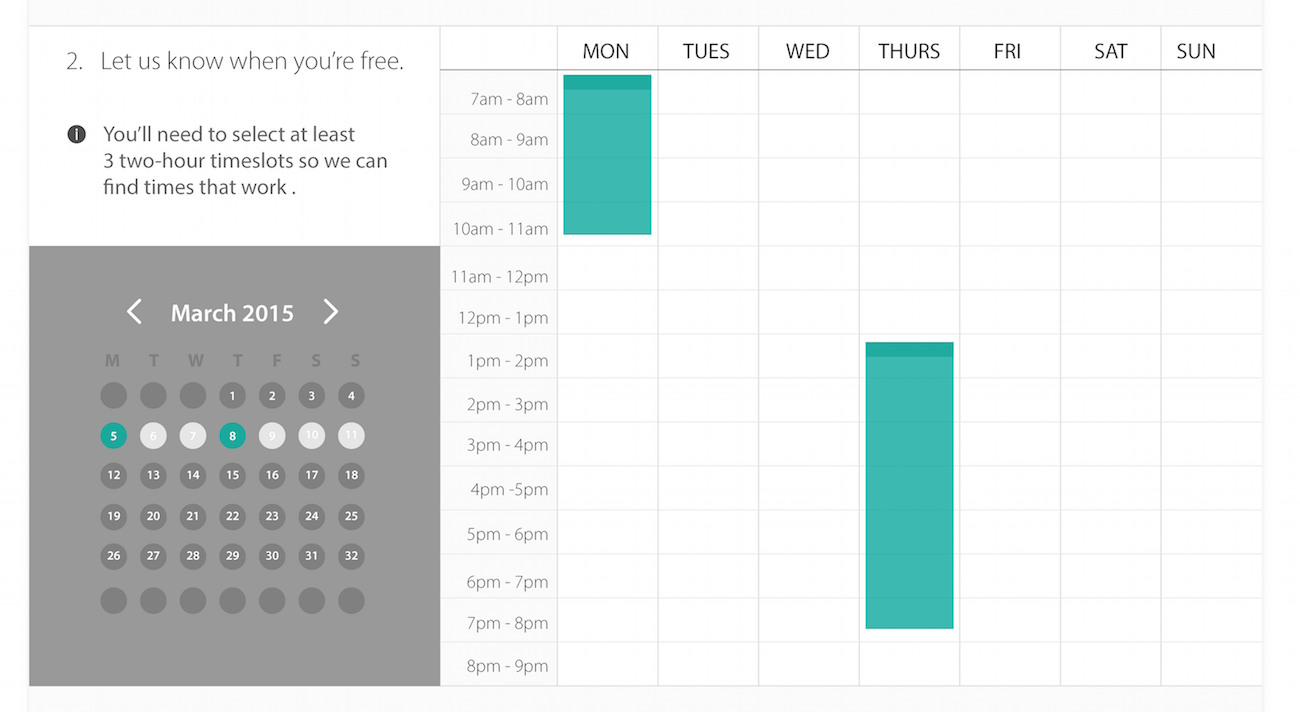 2. Let us know when you're free.
i You'll need to select at least
3 two-hour timeslots so we can
find times that work .
March 2015
M T W T F S S
1 2 3 4
5 6 7 8 9 10 11
12 13 14 15 16 17 18
19 20 21 22 23 24 25
26 27 28 29 30 31 32
MON TUES WED THURS FRI SAT SUN
7am - 8am
8am - 9am
9am - 10am
10am - 11am
11am - 12pm
12pm - 1pm
1pm - 2pm
2pm - 3pm
3pm - 4pm
4pm -5pm
5pm - 6pm
6pm - 7pm
7pm - 8pm
8pm - 9pm